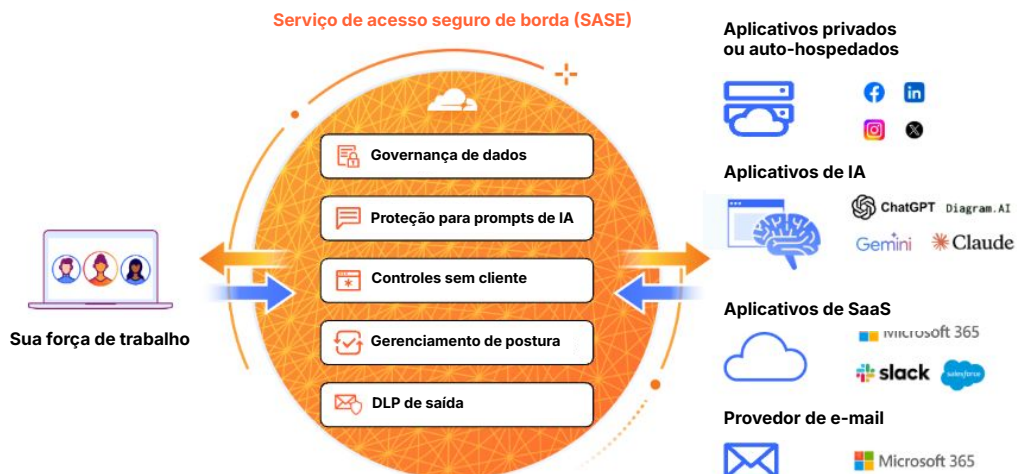 Serviço de acesso seguro de borda (SASE)
Governança de dados
Proteção para prompts de IA
Controles sem cliente
Gerenciamento de postura
DLP de saída
Sua força de trabalho
Aplicativos privados
ou auto-hospedados
in
X
Aplicativos de IA
ChatGPT Diagram.AI
Gemini Claude
Aplicativos de SaaS
Microsoft 365
slack salesforce
Provedor de e-mail
Microsoft 365